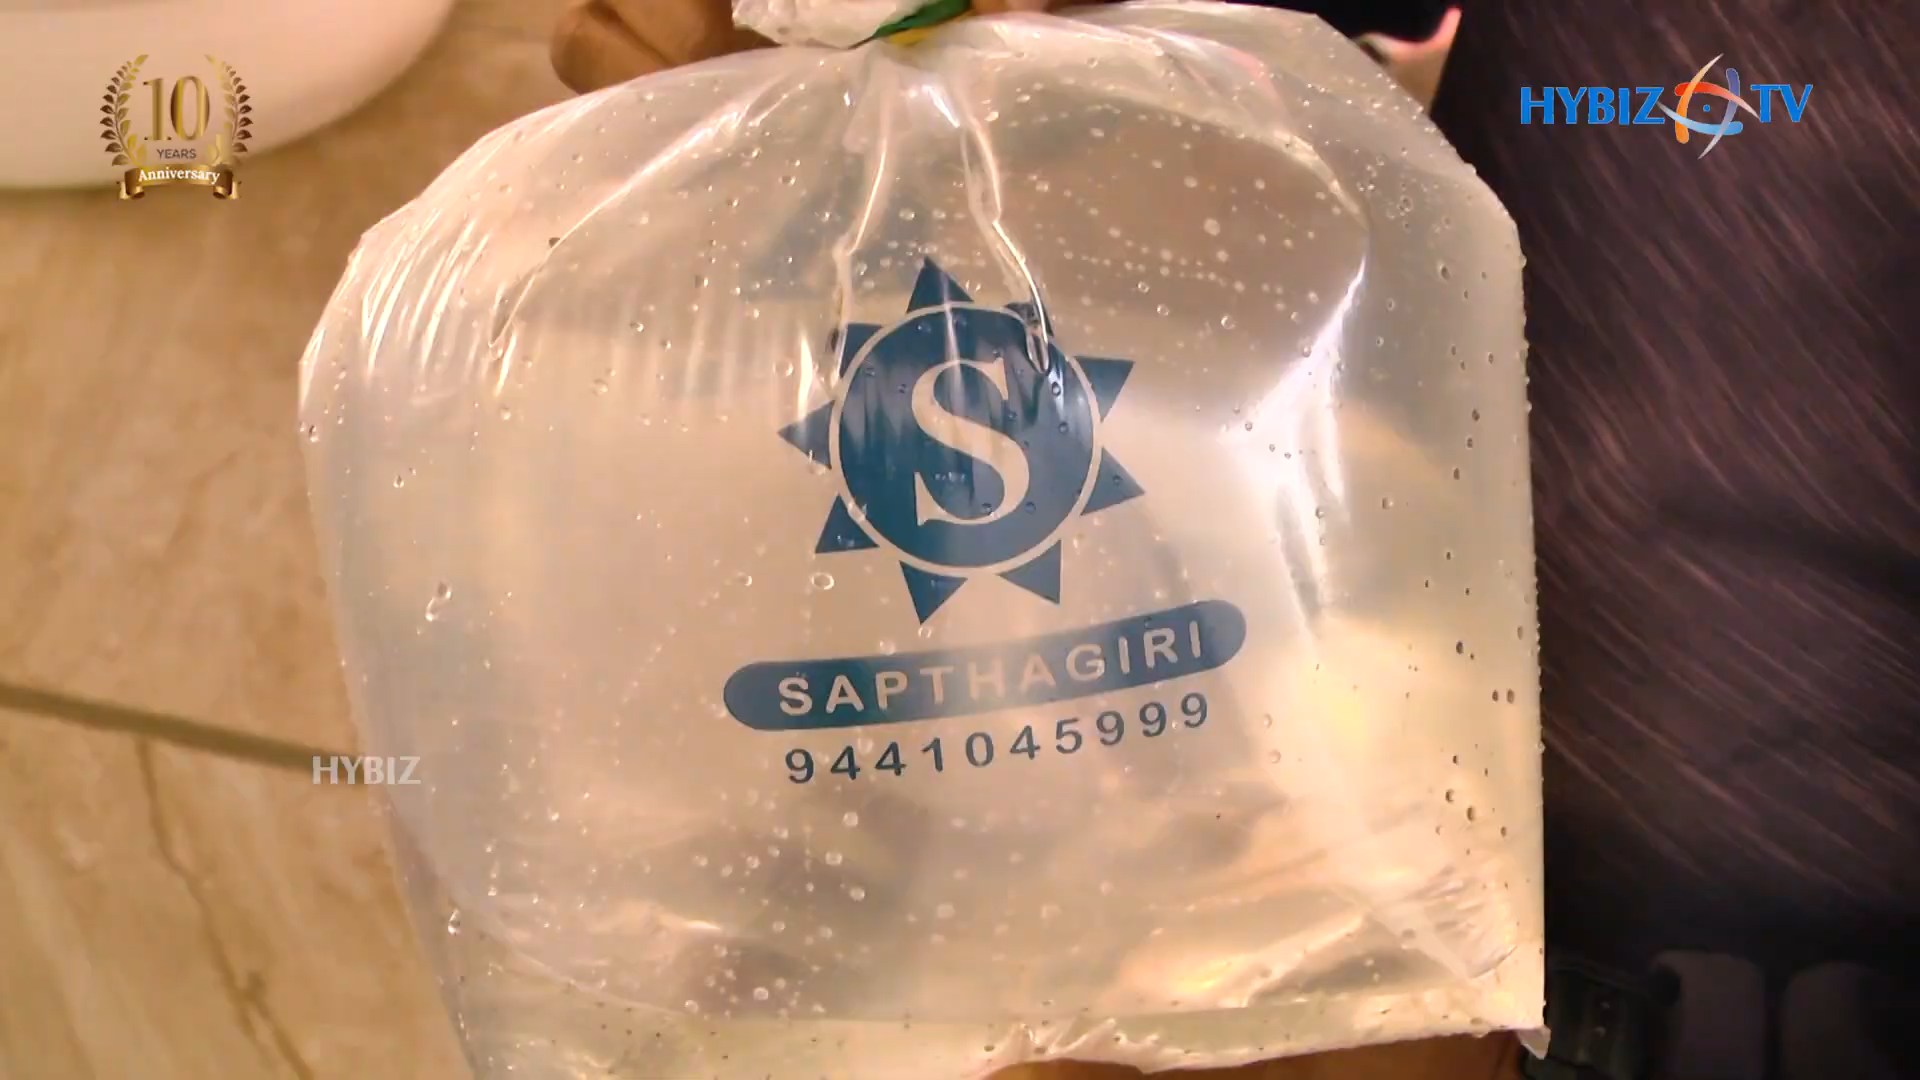 10
YEARS
Anniversary
HYBIZ TV
S
SAPTHAGIRI
9441045999
HYBIZ